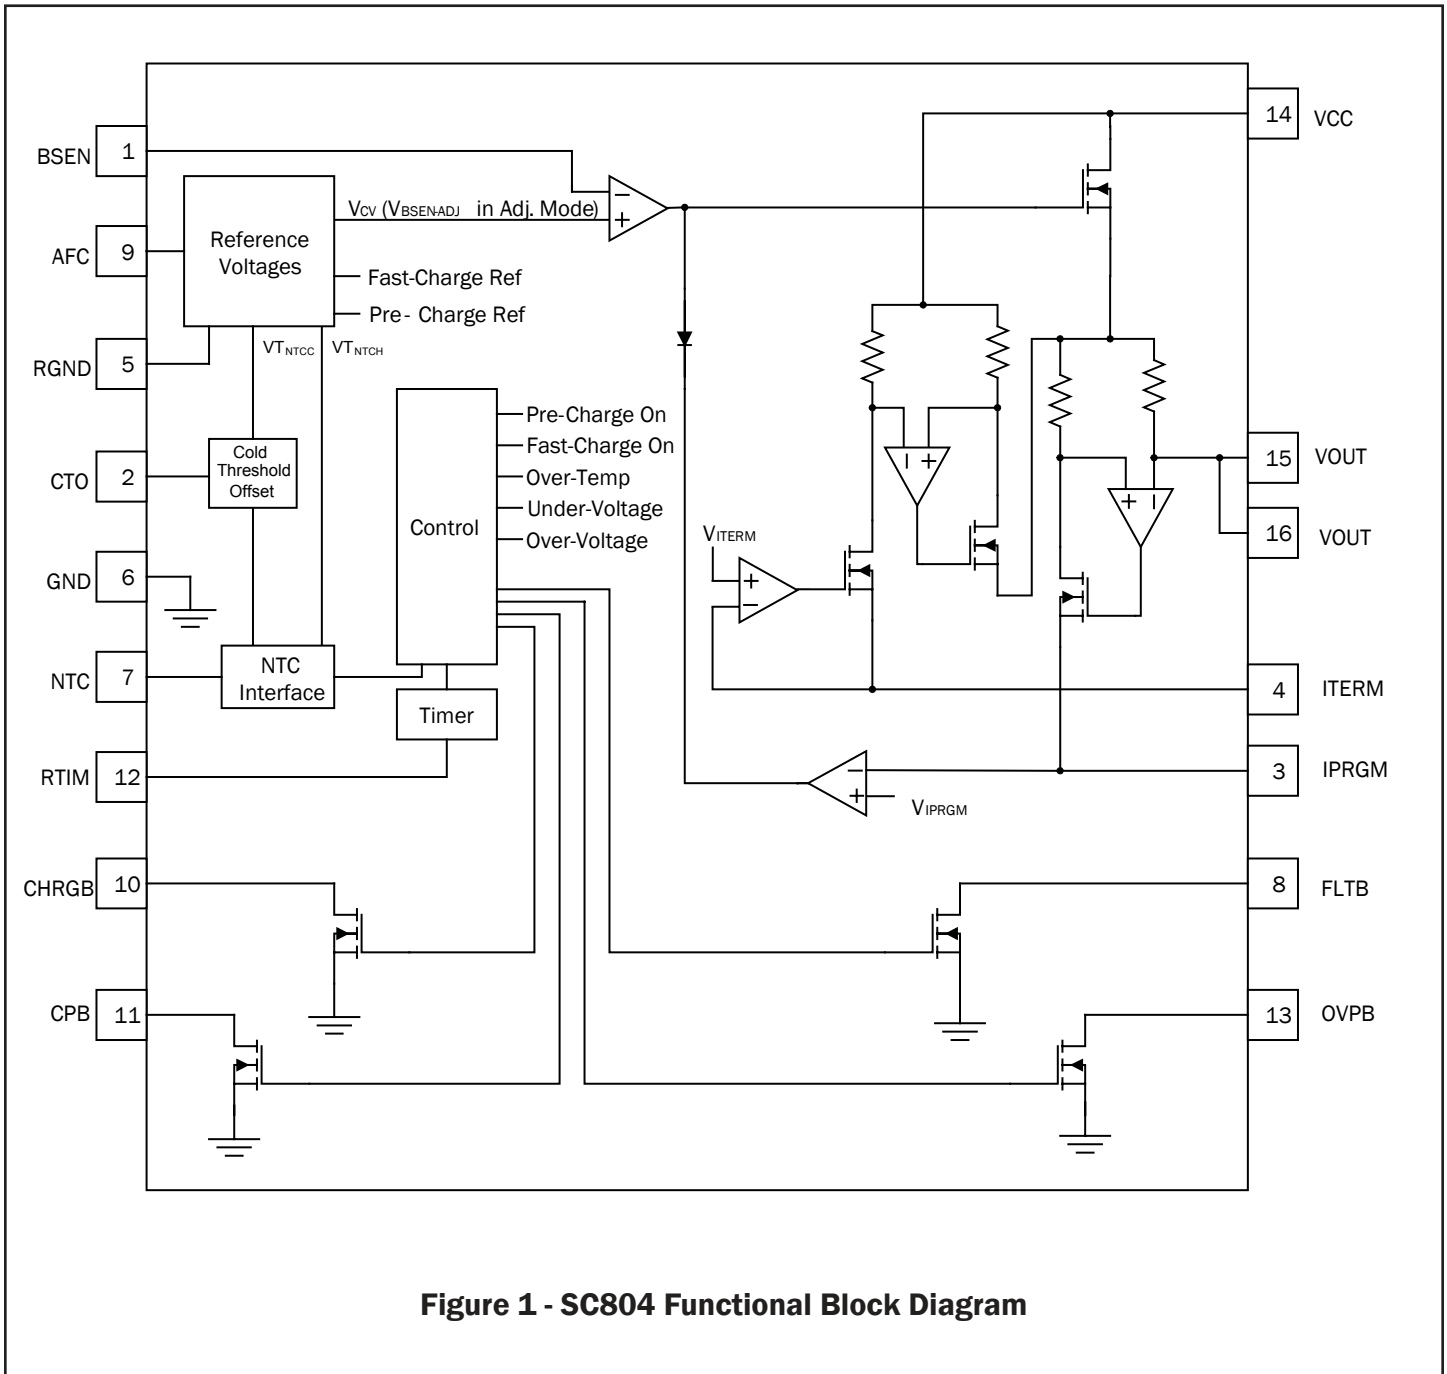 14 VCC
BSEN 1
VCV (VBSEN-ADJ in Adj. Mode)
−
+
Reference
Voltages
AFC 9
Fast-Charge Ref
Pre- Charge Ref
VTNTCC VTNTCH
RGND 5
Pre-Charge On
Fast-Charge On
Over-Temp
Under-Voltage
Over-Voltage
Control
Cold
Threshold
Offset
CTO 2
− +
+ −
15 VOUT
16 VOUT
VITERM
+
−
GND 6
NTC 7
NTC
Interface
4 ITERM
Timer
RTIM 12
−
+
VIPRGM
3 IPRGM
CHRGB 10
8 FLTB
CPB 11
13 OVPB
Figure 1 - SC804 Functional Block Diagram